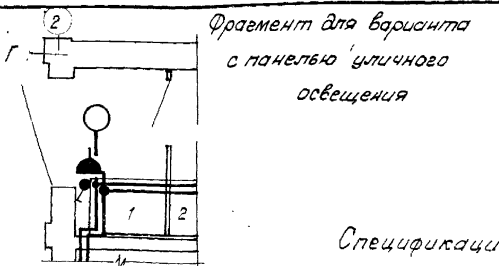 2
Фрагмент для варианта
Г
с панелью уличного
освещения
1
2
Спецификаци